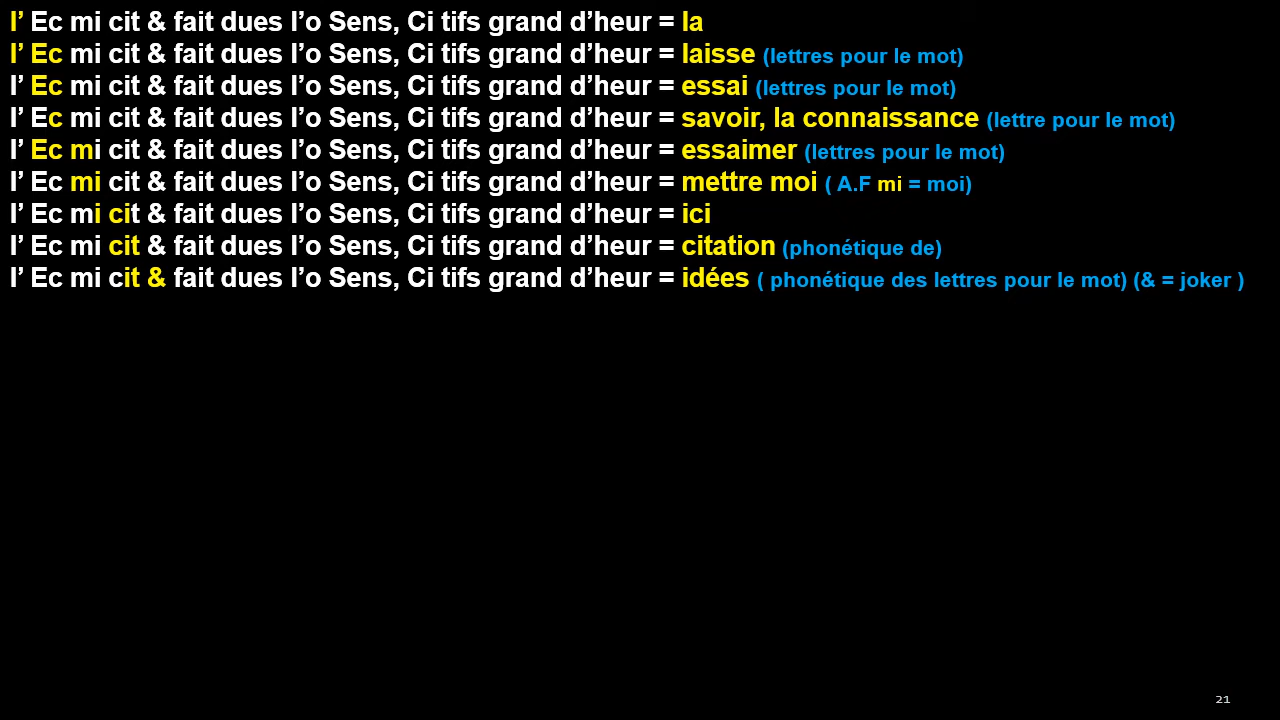 l’ Ec mi cit & fait dues l’o Sens, Ci tifs grand d’heur = la
l’ Ec mi cit & fait dues l’o Sens, Ci tifs grand d’heur = laisse (lettres pour le mot)
l’ Ec mi cit & fait dues l’o Sens, Ci tifs grand d’heur = essai (lettres pour le mot)
l’ Ec mi cit & fait dues l’o Sens, Ci tifs grand d’heur = savoir, la connaissance (lettre pour le mot)
l’ Ec mi cit & fait dues l’o Sens, Ci tifs grand d’heur = essaimer (lettres pour le mot)
l’ Ec mi cit & fait dues l’o Sens, Ci tifs grand d’heur = mettre moi ( A.F mi = moi)
l’ Ec mi cit & fait dues l’o Sens, Ci tifs grand d’heur = ici
l’ Ec mi cit & fait dues l’o Sens, Ci tifs grand d’heur = citation (phonétique de)
l’ Ec mi cit & fait dues l’o Sens, Ci tifs grand d’heur = idées ( phonétique des lettres pour le mot) (& = joker )
21